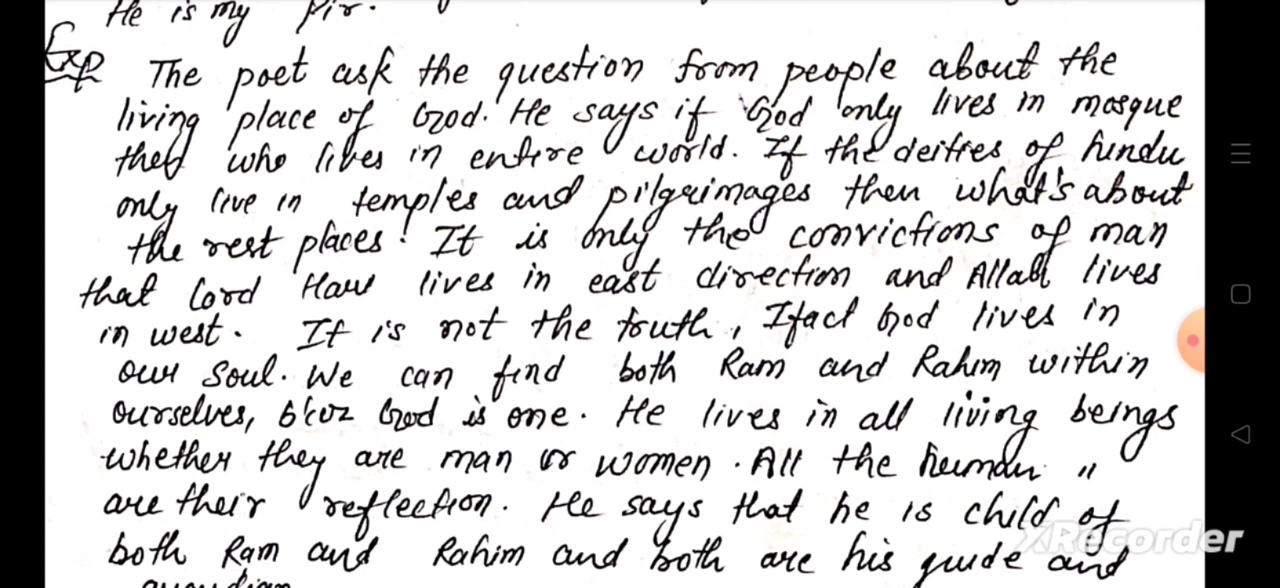 He is my Pir.
Exp The poet ask the question from people about the
living place of God. He says if God only lives in mosque
then who lives in entire world. If the deities of hindu
only live in temples and pilgrimages then what's about
the rest places! It is only the convictions of man
that Lord Hari lives in east direction and Allah lives
in west. It is not the truth, Ifact God lives in
our soul. We can find both Ram and Rahim within
ourselves, b'coz God is one. He lives in all living beings
whether they are man or women. All the human "
are their reflection. He says that he is child of
both Ram and Rahim and both are his guide and
guardian
XRecorder